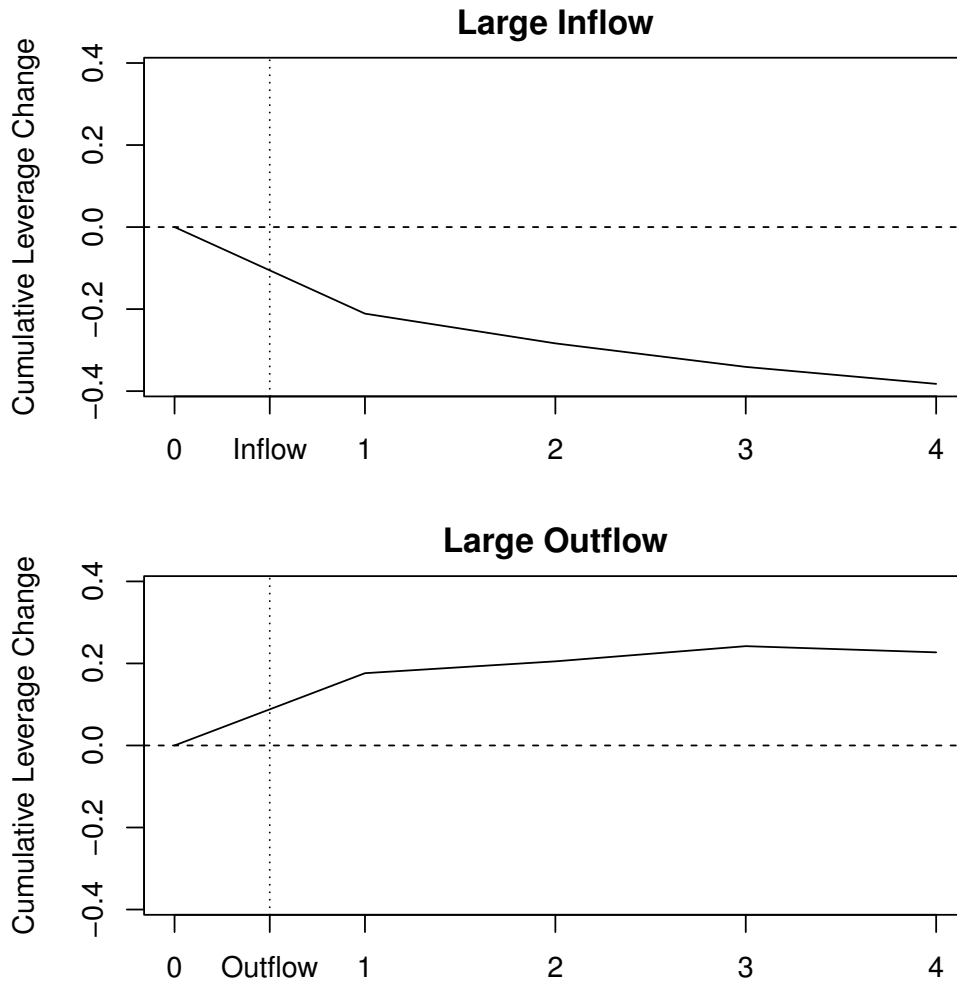 Large Inflow
Cumulative Leverage Change
0.4
0.2
0.0
−0.2
−0.4
0 Inflow 1 2 3 4
Large Outflow
Cumulative Leverage Change
0.4
0.2
0.0
−0.2
−0.4
0 Outflow 1 2 3 4